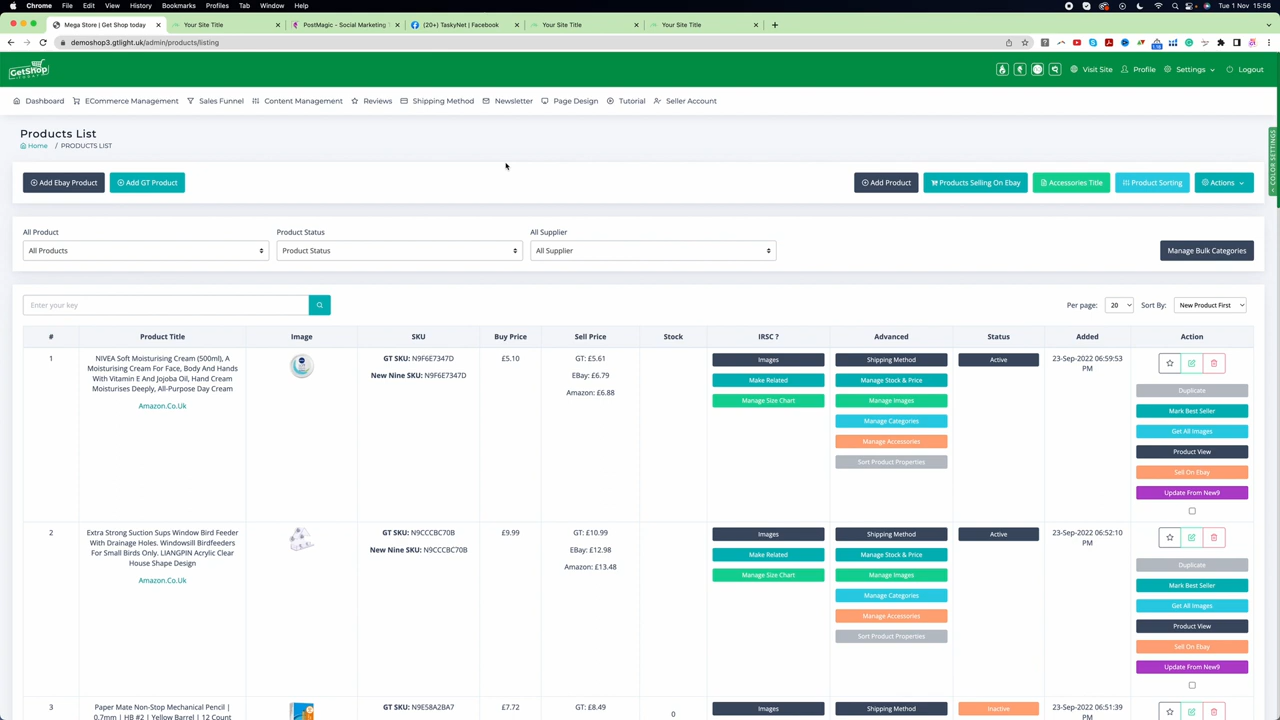 Chrome File Edit View History Bookmarks Profiles Tab Window Help Tue 1 Nov 15:56
Mega Store | Get Shop today Your Site Title PostMagic - Social Marketing (20+) TaskyNet | Facebook Your Site Title Your Site Title
demoshop3.gtlight.uk/admin/products/listing
GetShop Visit Site Profile Settings Logout
Dashboard ECommerce Management Sales Funnel Content Management Reviews Shipping Method Newsletter Page Design Tutorial Seller Account
Products List
Home / PRODUCTS LIST
< COLOR SETTINGS
Add Ebay Product Add GT Product Add Product Products Selling On Ebay Accessories Title Product Sorting Actions
All Product Product Status All Supplier
All Products Product Status All Supplier Manage Bulk Categories
Enter your key Per page: 20 Sort By: New Product First
# Product Title Image SKU Buy Price Sell Price Stock IRSC ? Advanced Status Added Action
1
NIVEA Soft Moisturising Cream (500ml), A
Moisturising Cream For Face, Body And Hands
With Vitamin E And Jojoba Oil, Hand Cream
Moisturises Deeply, All-Purpose Day Cream
Amazon.Co.Uk
GT SKU: N9F6E7347D
New Nine SKU: N9F6E7347D
£5.10
GT: £5.61
EBay: £6.79
Amazon: £6.88
Images
Make Related
Manage Size Chart
Shipping Method
Manage Stock & Price
Manage Images
Manage Categories
Manage Accessories
Sort Product Properties
Active
23-Sep-2022 06:59:53
PM
Duplicate
Mark Best Seller
Get All Images
Product View
Sell On Ebay
Update From New9
2
Extra Strong Suction Sups Window Bird Feeder
With Drainage Holes. Windowsill Birdfeeders
For Small Birds Only. LIANGPIN Acrylic Clear
House Shape Design
Amazon.Co.Uk
GT SKU: N9CCCBC70B
New Nine SKU: N9CCCBC70B
£9.99
GT: £10.99
EBay: £12.98
Amazon: £13.48
Images
Make Related
Manage Size Chart
Shipping Method
Manage Stock & Price
Manage Images
Manage Categories
Manage Accessories
Sort Product Properties
Active
23-Sep-2022 06:52:10
PM
Duplicate
Mark Best Seller
Get All Images
Product View
Sell On Ebay
Update From New9
3
Paper Mate Non-Stop Mechanical Pencil |
0.7mm | HB #2 | Yellow Barrel | 12 Count
GT SKU: N9E58A2BA7
£7.72
GT: £8.49
0
Images
Shipping Method
Inactive
23-Sep-2022 06:51:39
PM